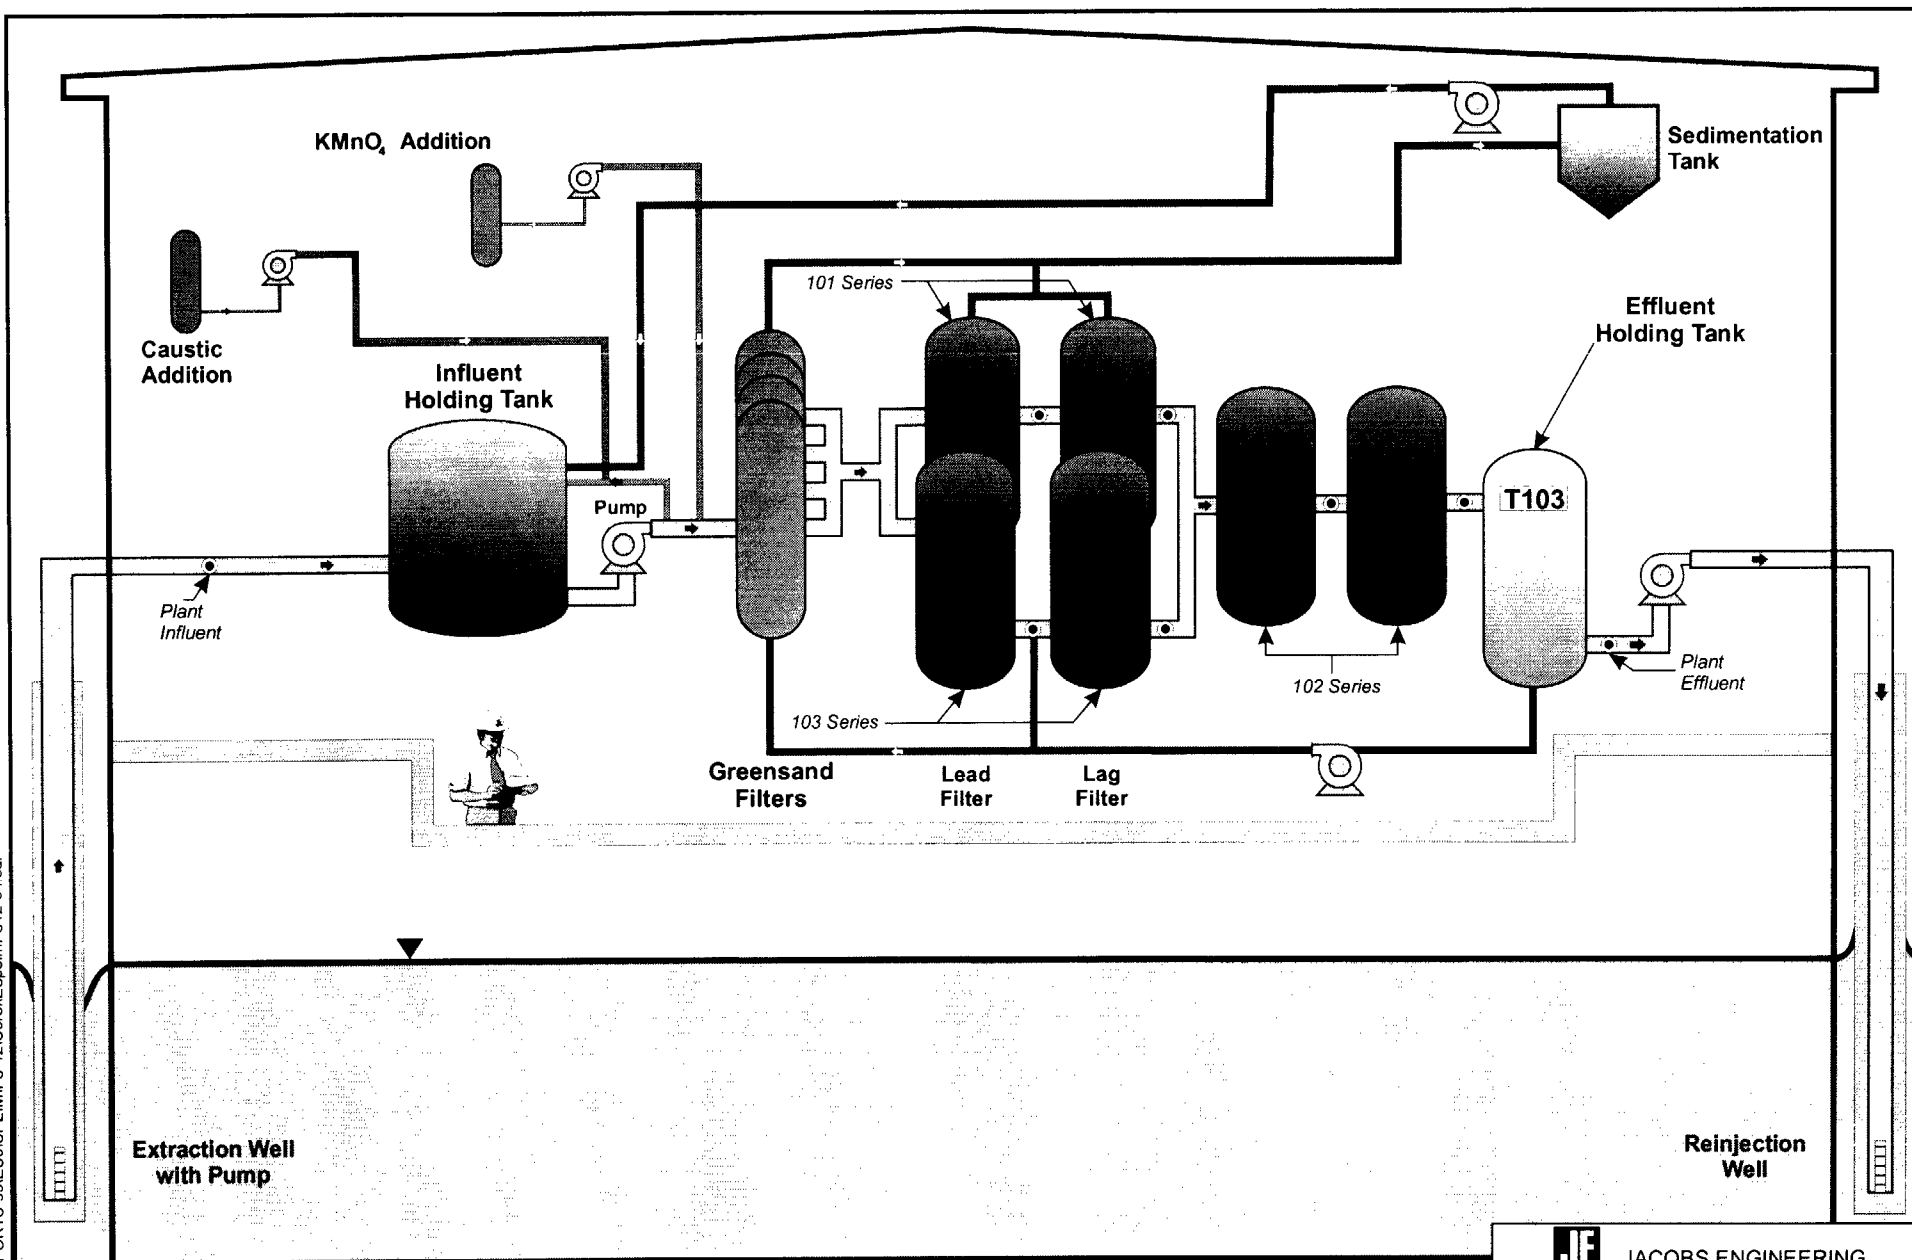 KMnO4 Addition
Sedimentation
Tank
101 Series
Effluent
Holding Tank
Caustic
Addition
Influent
Holding Tank
Pump
T103
Plant
Influent
Plant
Effluent
102 Series
103 Series
Greensand
Filters
Lead
Filter
Lag
Filter
Extraction Well
with Pump
Reinjection
Well
JE
JACOBS ENGINEERING